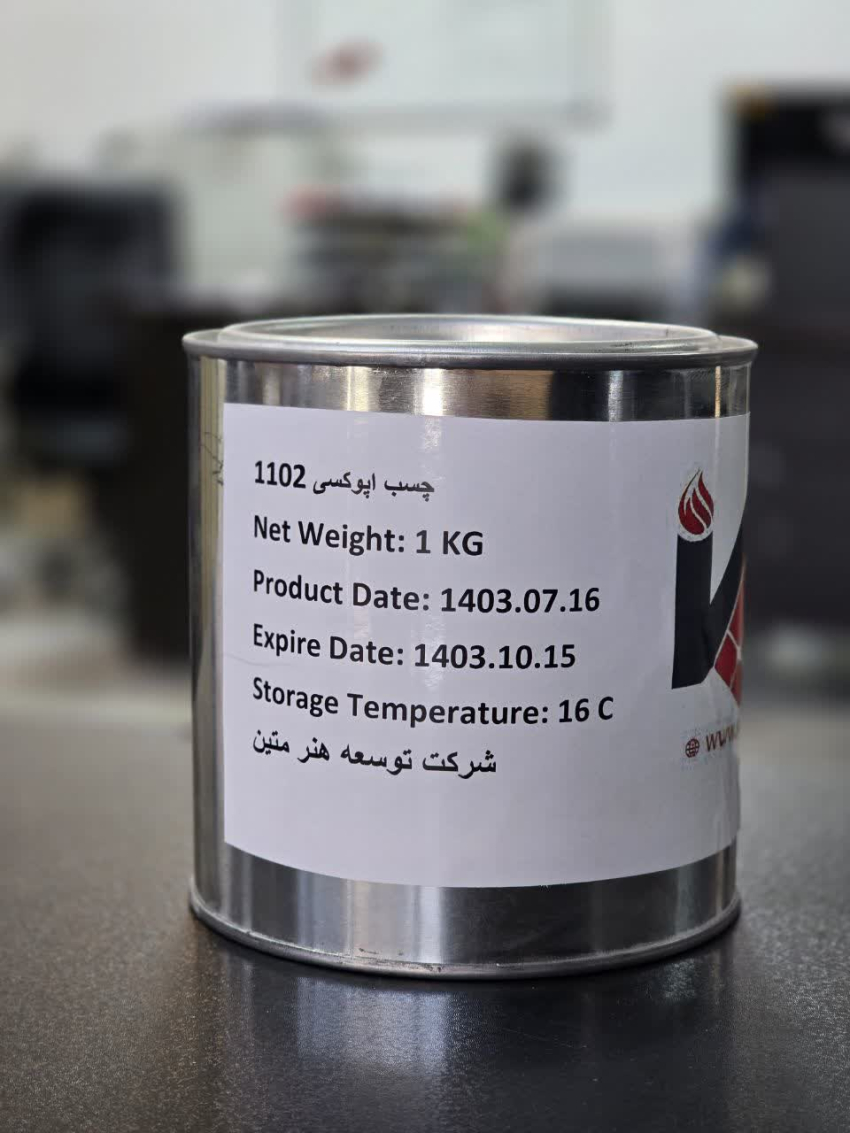 چسب اپوکسی 1102
Net Weight: 1 KG
Product Date: 1403.07.16
Expire Date: 1403.10.15
Storage Temperature: 16 C
شرکت توسعه هنر متین
www.